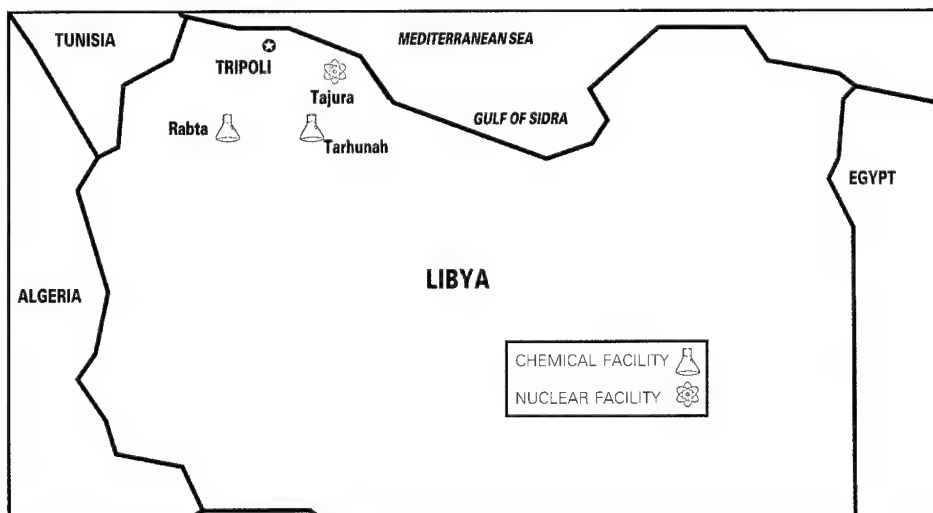 TUNISIA
MEDITERRANEAN SEA
TRIPOLI
Tajura
GULF OF SIDRA
Rabta
Tarhunah
EGYPT
LIBYA
ALGERIA
CHEMICAL FACILITY
NUCLEAR FACILITY